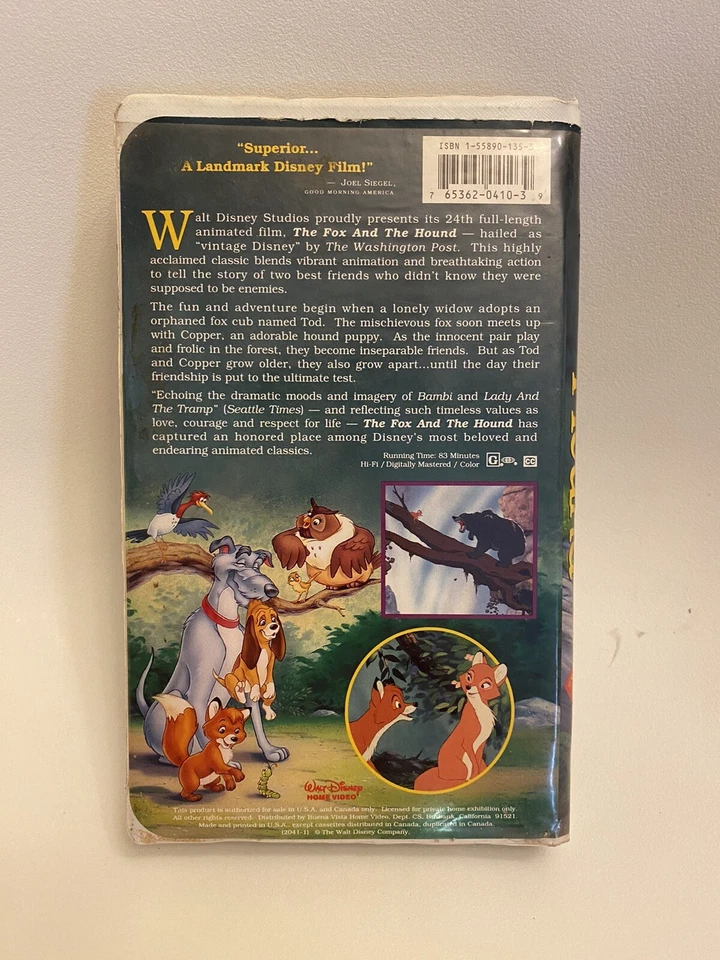 "Superior...
A Landmark Disney Film!"
— JOEL SIEGEL,
GOOD MORNING AMERICA
ISBN 1-55890-135-
7 65362-0410-3 9
Walt Disney Studios proudly presents its 24th full-length
animated film, The Fox And The Hound — hailed as
"vintage Disney" by The Washington Post. This highly
acclaimed classic blends vibrant animation and breathtaking action
to tell the story of two best friends who didn't know they were
supposed to be enemies.
The fun and adventure begin when a lonely widow adopts an
orphaned fox cub named Tod. The mischievous fox soon meets up
with Copper, an adorable hound puppy. As the innocent pair play
and frolic in the forest, they become inseparable friends. But as Tod
and Copper grow older, they also grow apart...until the day their
friendship is put to the ultimate test.
"Echoing the dramatic moods and imagery of Bambi and Lady And
The Tramp" (Seattle Times) — and reflecting such timeless values as
love, courage and respect for life — The Fox And The Hound has
captured an honored place among Disney's most beloved and
endearing animated classics.
Running Time: 83 Minutes
Hi-Fi / Digitally Mastered / Color
G
CC
WALT DISNEY
HOME VIDEO
This product is authorized for sale in U.S.A. and Canada only. Licensed for private home exhibition only.
All other rights reserved. Distributed by Buena Vista Home Video, Dept. CS, Burbank, California 91521.
Made and printed in U.S.A., except cassettes distributed in Canada, duplicated in Canada.
(2041-1) © The Walt Disney Company.